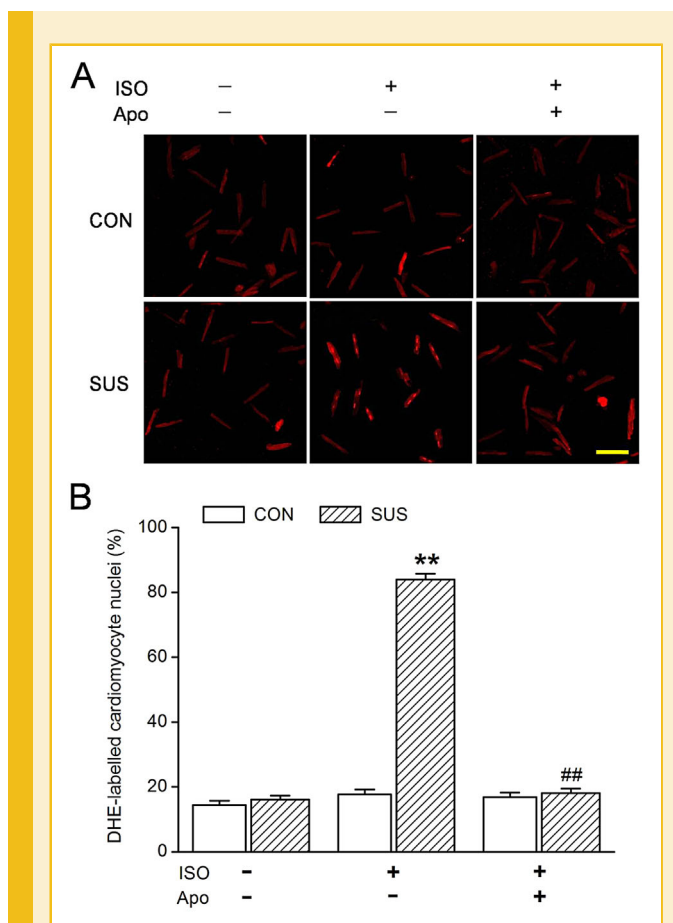 A
ISO − + +
Apo − − +
CON
SUS
B
CON SUS
DHE-labelled cardiomyocyte nuclei (%)
100
80
60
40
20
0
**
##
ISO - + +
Apo - - +